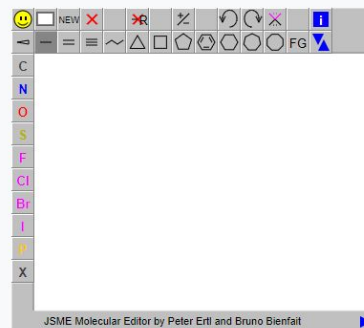 NEW R +/- i
FG
C
N
O
S
F
Cl
Br
I
P
X
JSME Molecular Editor by Peter Ertl and Bruno Bienfait